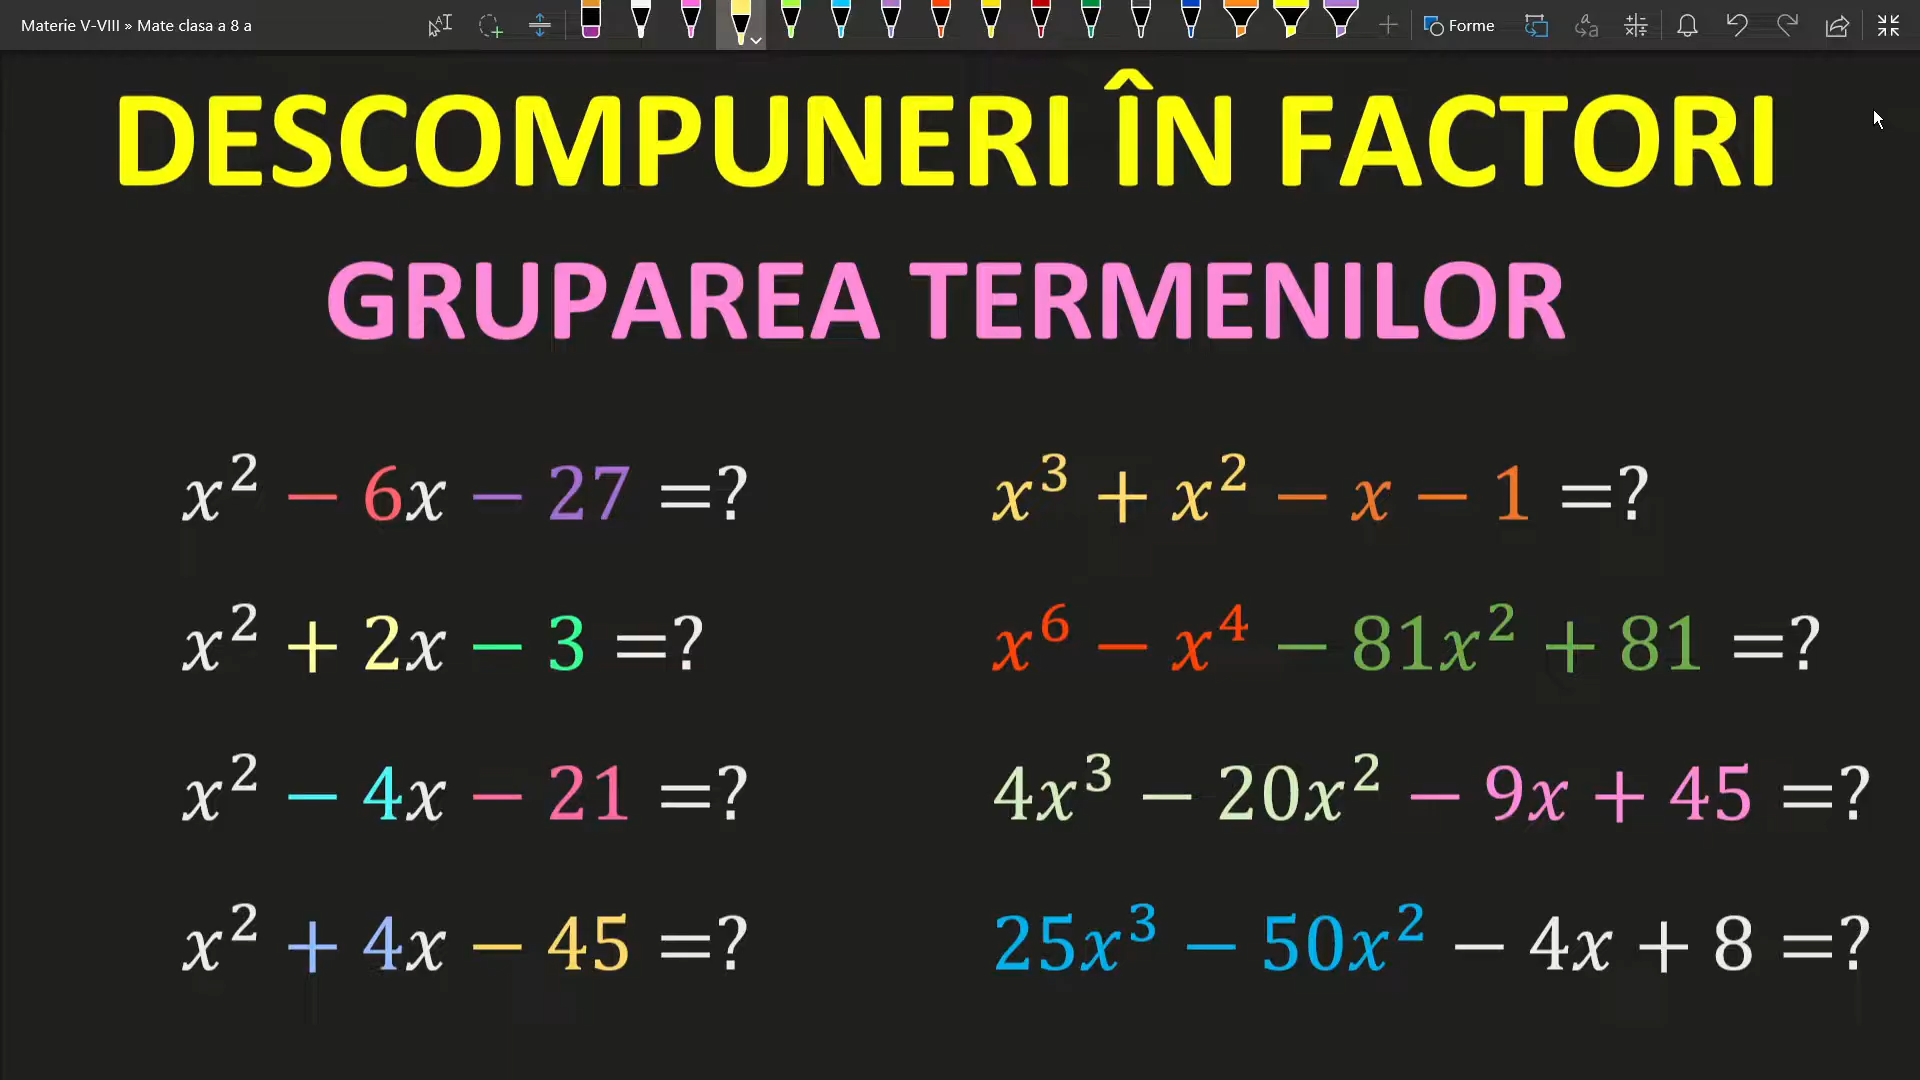 Materie V-VIII » Mate clasa a 8 a
Forme
DESCOMPUNERI ÎN FACTORI
GRUPAREA TERMENILOR
x² − 6x − 27 =?
x³ + x² − x − 1 =?
x² + 2x − 3 =?
x⁶ − x⁴ − 81x² + 81 =?
x² − 4x − 21 =?
4x³ − 20x² − 9x + 45 =?
x² + 4x − 45 =?
25x³ − 50x² − 4x + 8 =?